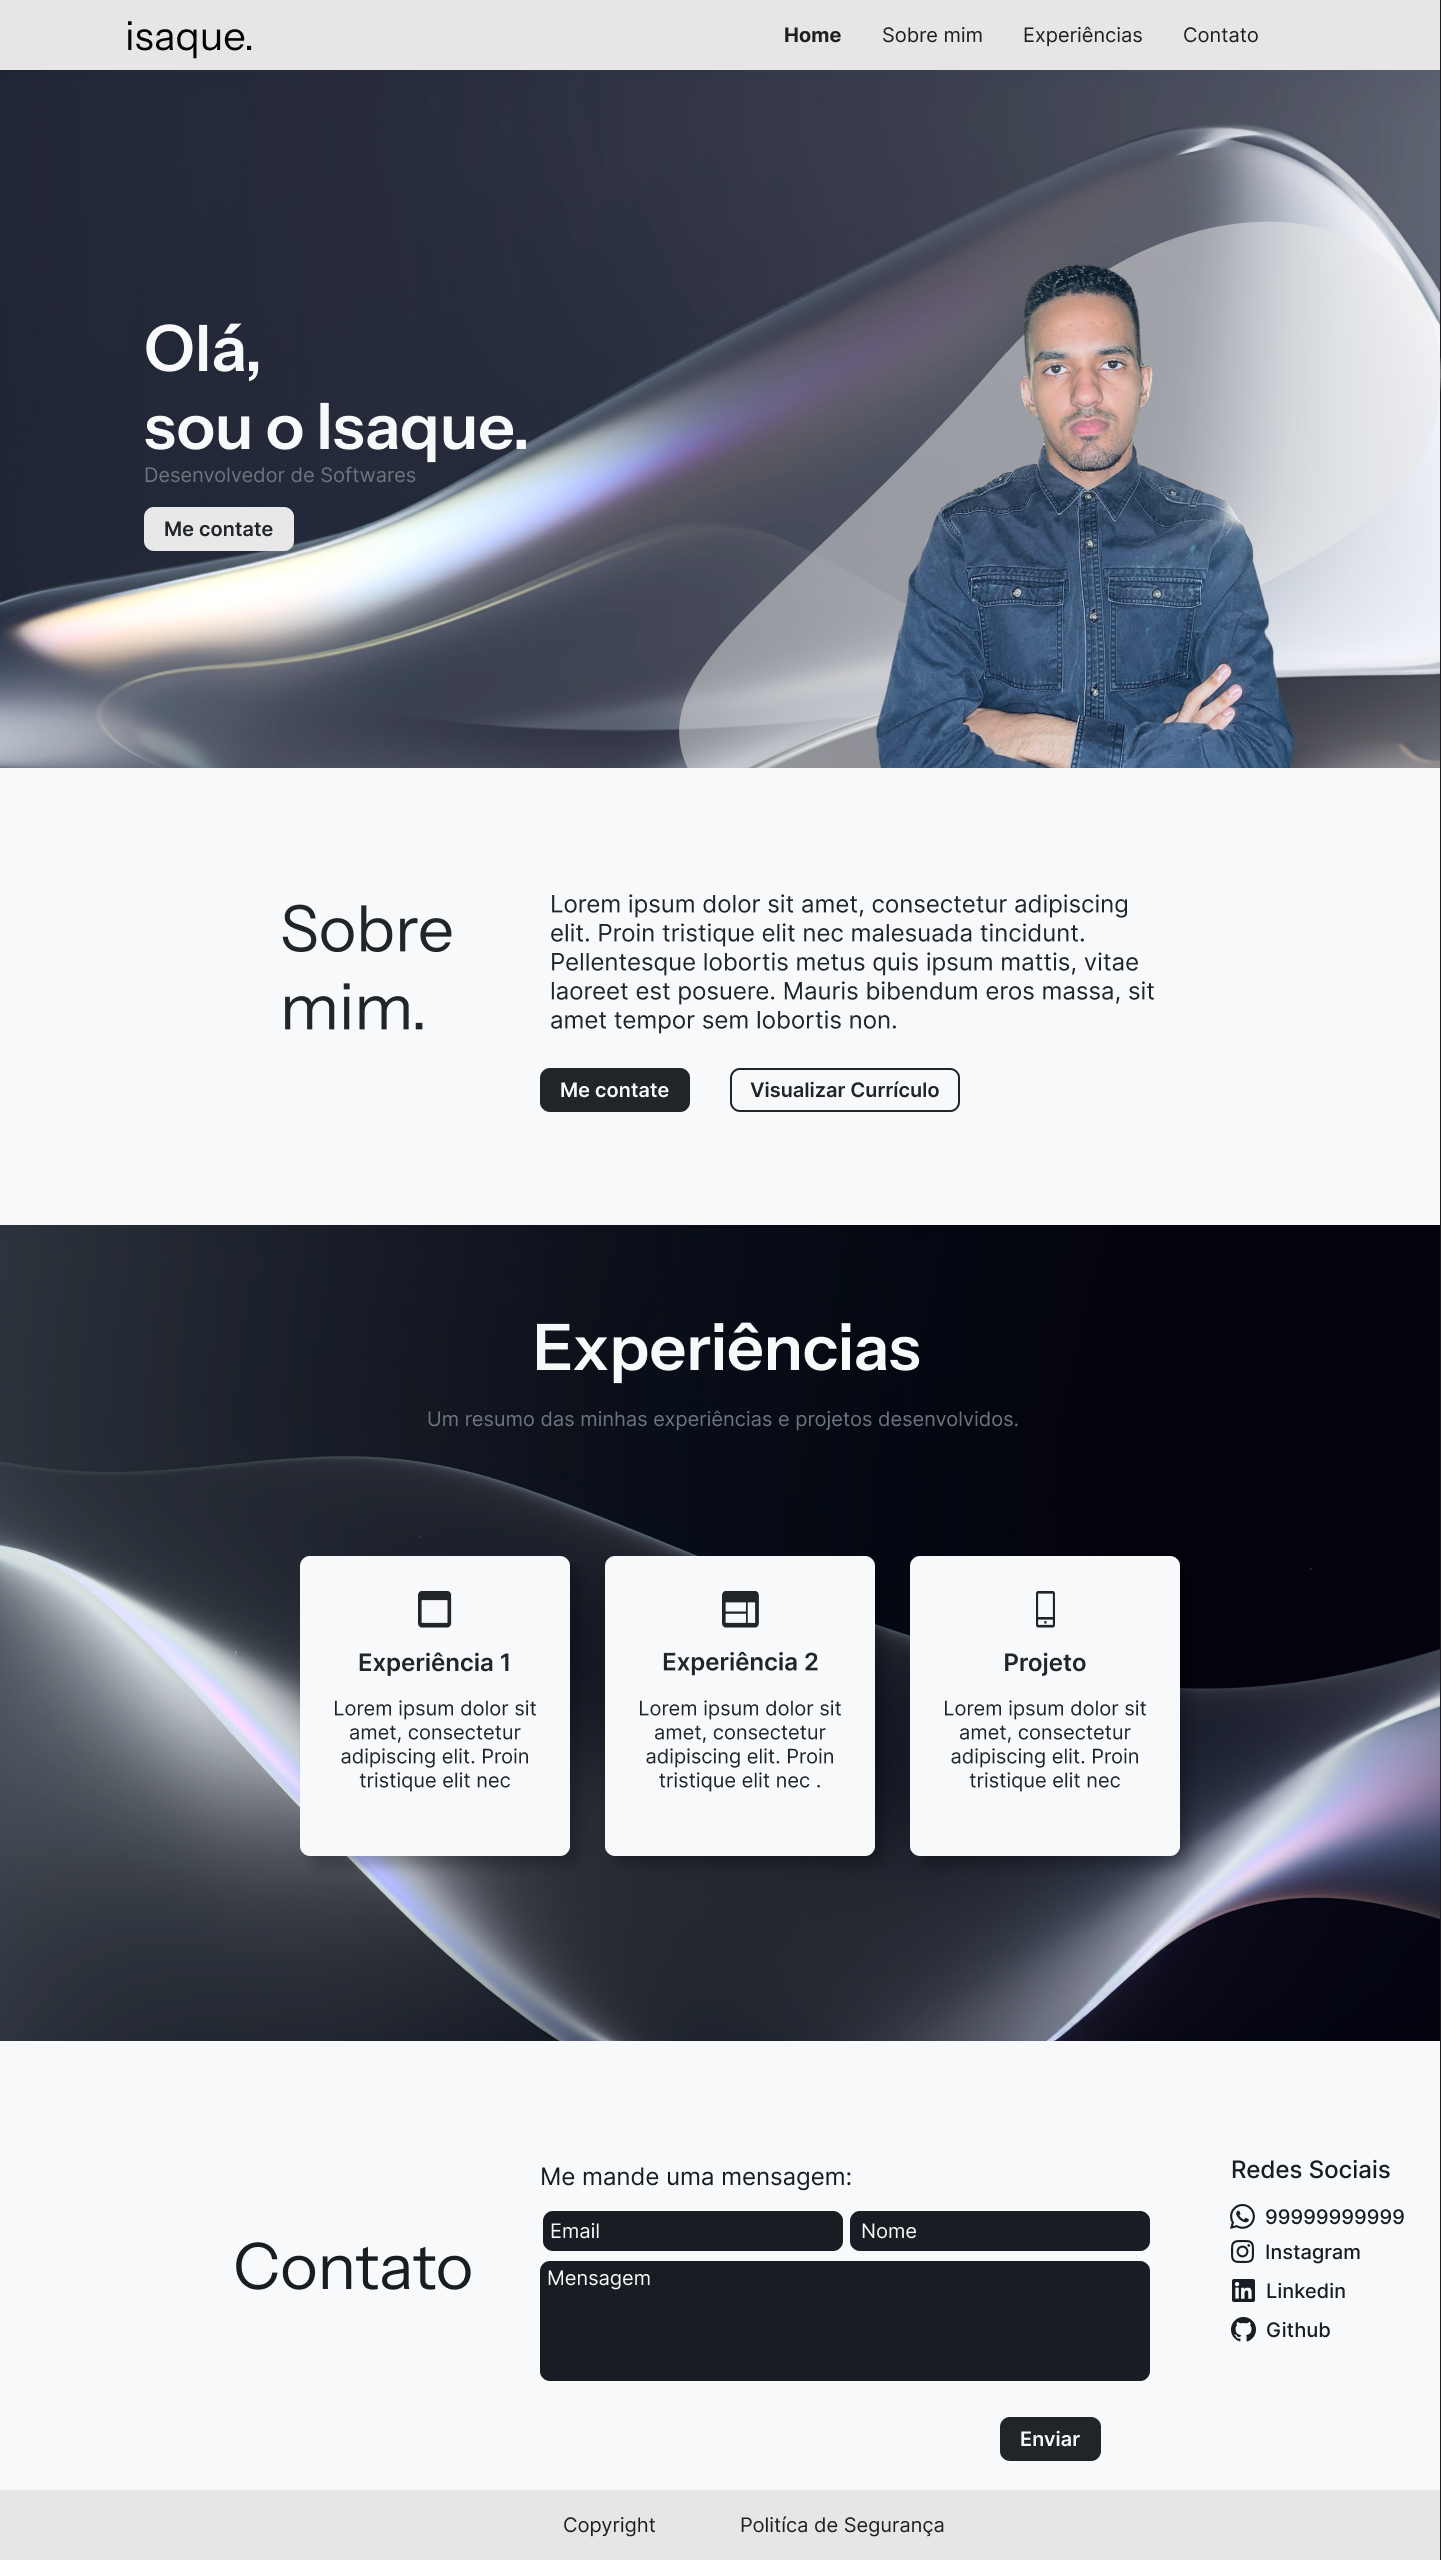 isaque.
Home Sobre mim Experiências Contato
Olá,
sou o Isaque.
Desenvolvedor de Softwares
Me contate
Sobre
mim.
Lorem ipsum dolor sit amet, consectetur adipiscing
elit. Proin tristique elit nec malesuada tincidunt.
Pellentesque lobortis metus quis ipsum mattis, vitae
laoreet est posuere. Mauris bibendum eros massa, sit
amet tempor sem lobortis non.
Me contate
Visualizar Currículo
Experiências
Um resumo das minhas experiências e projetos desenvolvidos.
Experiência 1
Lorem ipsum dolor sit
amet, consectetur
adipiscing elit. Proin
tristique elit nec
Experiência 2
Lorem ipsum dolor sit
amet, consectetur
adipiscing elit. Proin
tristique elit nec .
Projeto
Lorem ipsum dolor sit
amet, consectetur
adipiscing elit. Proin
tristique elit nec
Contato
Me mande uma mensagem:
Email
Nome
Mensagem
Enviar
Redes Sociais
99999999999
Instagram
Linkedin
Github
Copyright
Politíca de Segurança